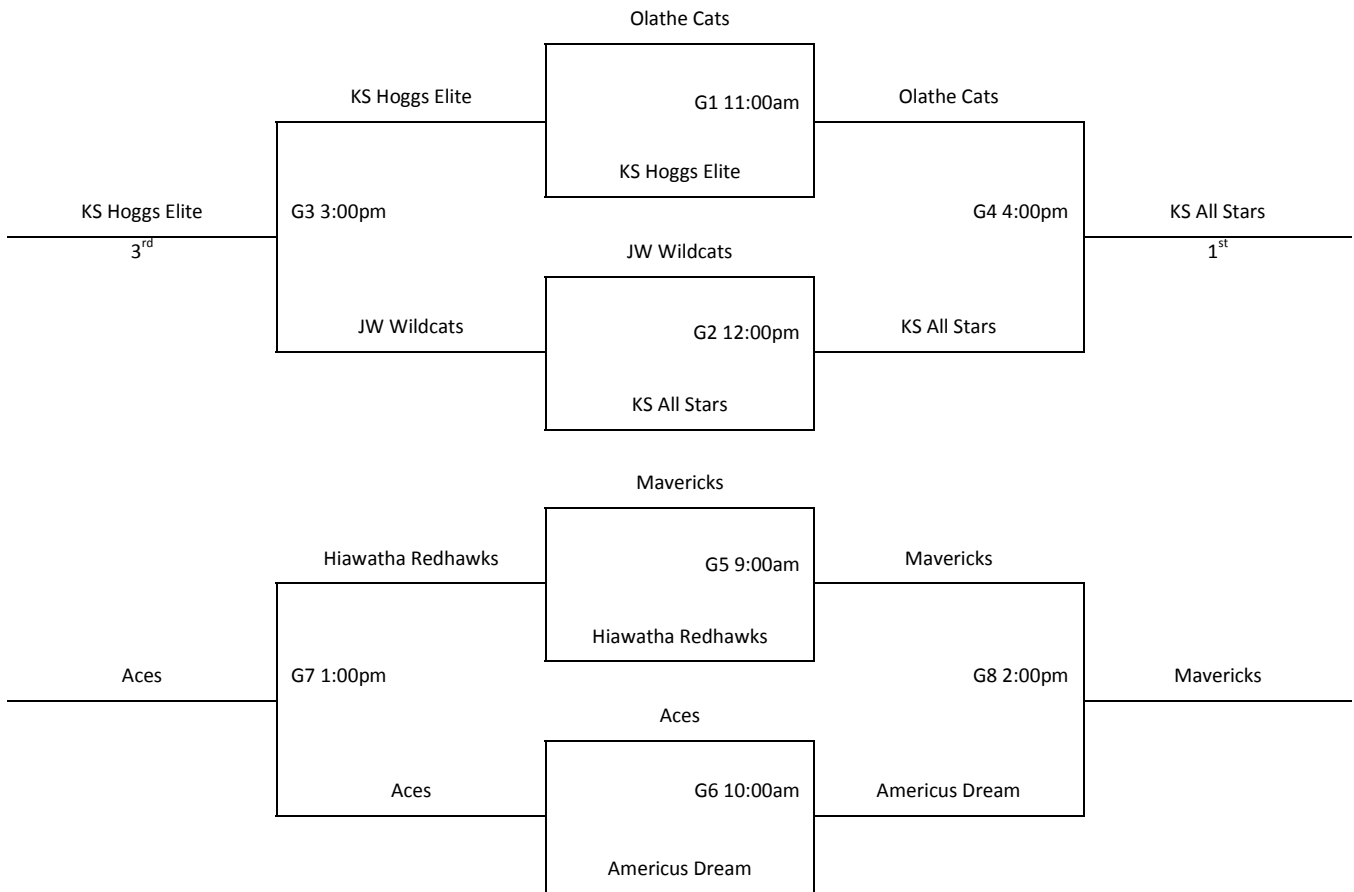 Olathe Cats
KS Hoggs Elite
G1 11:00am
Olathe Cats
KS Hoggs Elite
KS Hoggs Elite
G3 3:00pm
G4 4:00pm
KS All Stars
3rd
1st
JW Wildcats
JW Wildcats
G2 12:00pm
KS All Stars
KS All Stars
Mavericks
Hiawatha Redhawks
G5 9:00am
Mavericks
Hiawatha Redhawks
Aces
G7 1:00pm
G8 2:00pm
Mavericks
Aces
Aces
G6 10:00am
Americus Dream
Americus Dream